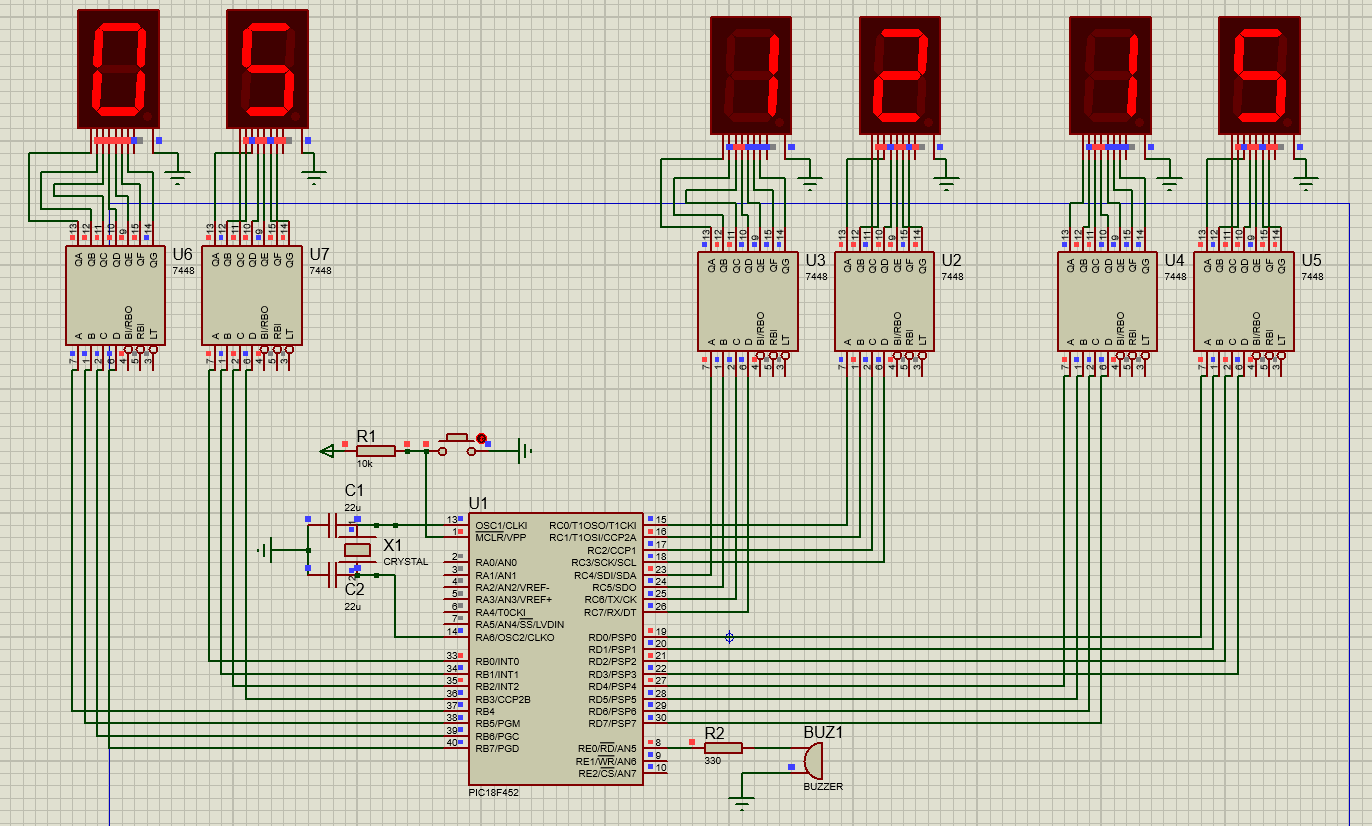 05
12
15
13 12 11 10 9 15 14
QA QB QC QD QE QF QG
A B C D BI/RBO RBI LT
7 1 2 6 4 5 3
U6
7448
13 12 11 10 9 15 14
QA QB QC QD QE QF QG
A B C D BI/RBO RBI LT
7 1 2 6 4 5 3
U7
7448
13 12 11 10 9 15 14
QA QB QC QD QE QF QG
A B C D BI/RBO RBI LT
7 1 2 6 4 5 3
U3
7448
13 12 11 10 9 15 14
QA QB QC QD QE QF QG
A B C D BI/RBO RBI LT
7 1 2 6 4 5 3
U2
7448
13 12 11 10 9 15 14
QA QB QC QD QE QF QG
A B C D BI/RBO RBI LT
7 1 2 6 4 5 3
U4
7448
13 12 11 10 9 15 14
QA QB QC QD QE QF QG
A B C D BI/RBO RBI LT
7 1 2 6 4 5 3
U5
7448
R1
10k
C1
22u
X1
CRYSTAL
C2
22u
U1
13 OSC1/CLKI
1 MCLR/VPP
2 RA0/AN0
3 RA1/AN1
4 RA2/AN2/VREF-
5 RA3/AN3/VREF+
6 RA4/T0CKI
7 RA5/AN4/SS/LVDIN
14 RA6/OSC2/CLKO
33 RB0/INT0
34 RB1/INT1
35 RB2/INT2
36 RB3/CCP2B
37 RB4
38 RB5/PGM
39 RB6/PGC
40 RB7/PGD
RC0/T1OSO/T1CKI 15
RC1/T1OSI/CCP2A 16
RC2/CCP1 17
RC3/SCK/SCL 18
RC4/SDI/SDA 23
RC5/SDO 24
RC6/TX/CK 25
RC7/RX/DT 26
RD0/PSP0 19
RD1/PSP1 20
RD2/PSP2 21
RD3/PSP3 22
RD4/PSP4 27
RD5/PSP5 28
RD6/PSP6 29
RD7/PSP7 30
RE0/RD/AN5 8
RE1/WR/AN6 9
RE2/CS/AN7 10
PIC18F452
R2
330
BUZ1
BUZZER